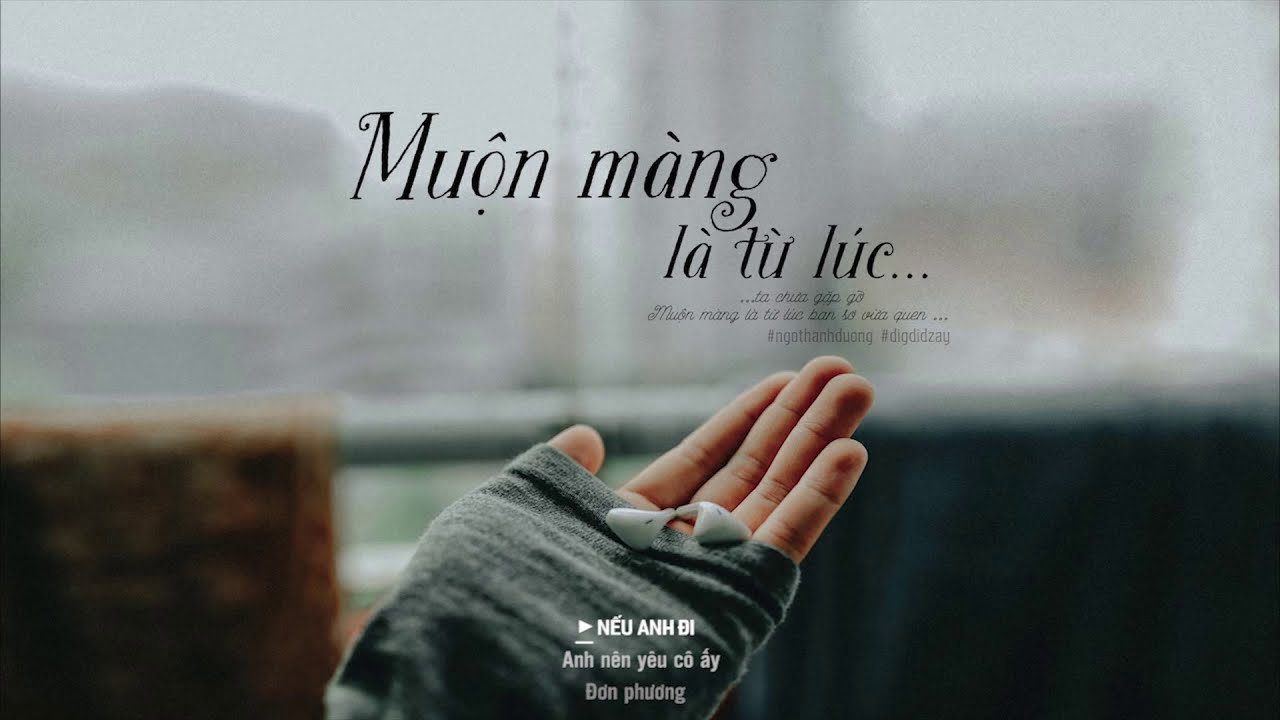 Muộn màng
là từ lúc...
...ta chưa gặp gỡ
Muộn màng là từ lúc ban sơ vừa quen ...
#ngothanhduong #digdidzay
► NẾU ANH ĐI
Anh nên yêu cô ấy
Đơn phương